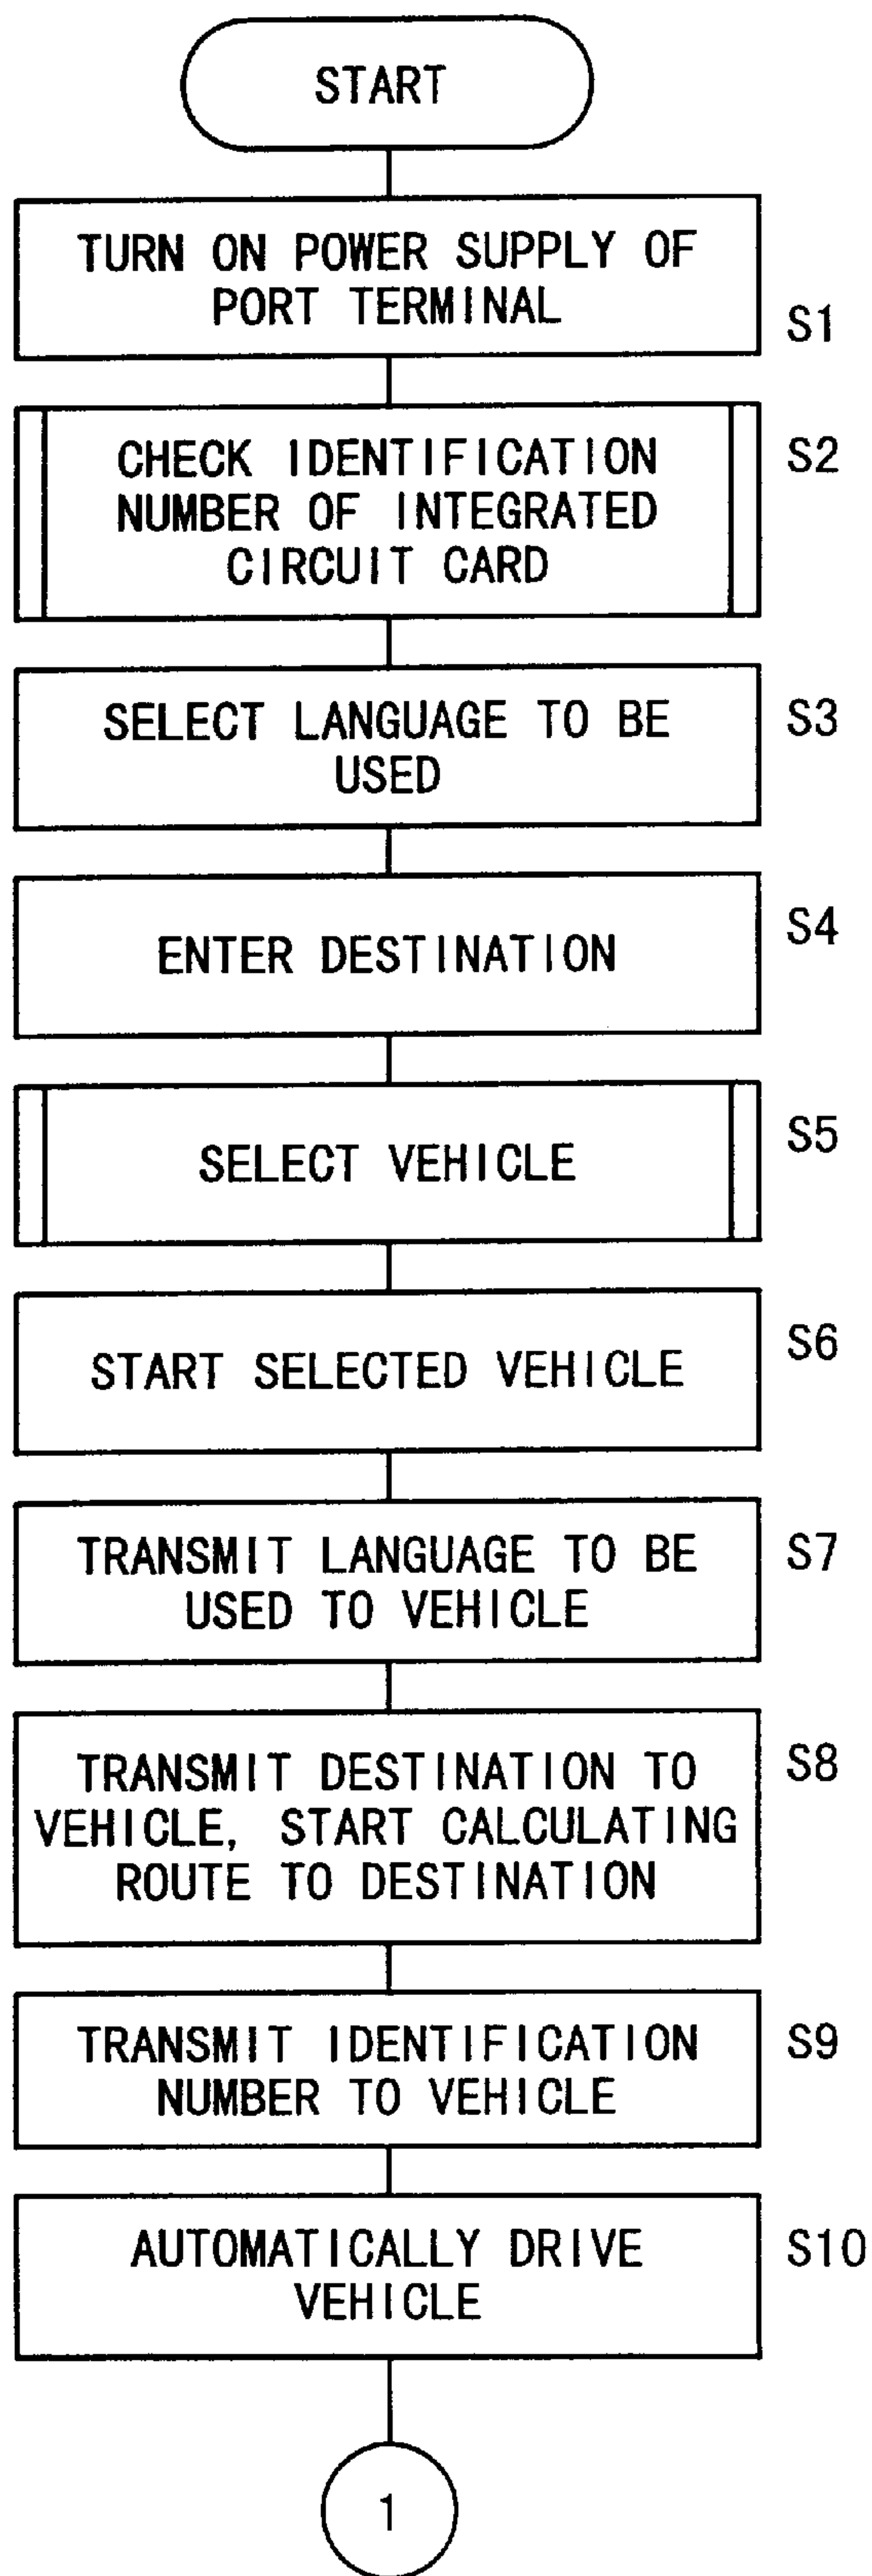 START
TURN ON POWER SUPPLY OF
PORT TERMINAL
S1
CHECK IDENTIFICATION
NUMBER OF INTEGRATED
CIRCUIT CARD
S2
SELECT LANGUAGE TO BE
USED
S3
ENTER DESTINATION
S4
SELECT VEHICLE
S5
START SELECTED VEHICLE
S6
TRANSMIT LANGUAGE TO BE
USED TO VEHICLE
S7
TRANSMIT DESTINATION TO
VEHICLE, START CALCULATING
ROUTE TO DESTINATION
S8
TRANSMIT IDENTIFICATION
NUMBER TO VEHICLE
S9
AUTOMATICALLY DRIVE
VEHICLE
S10
1